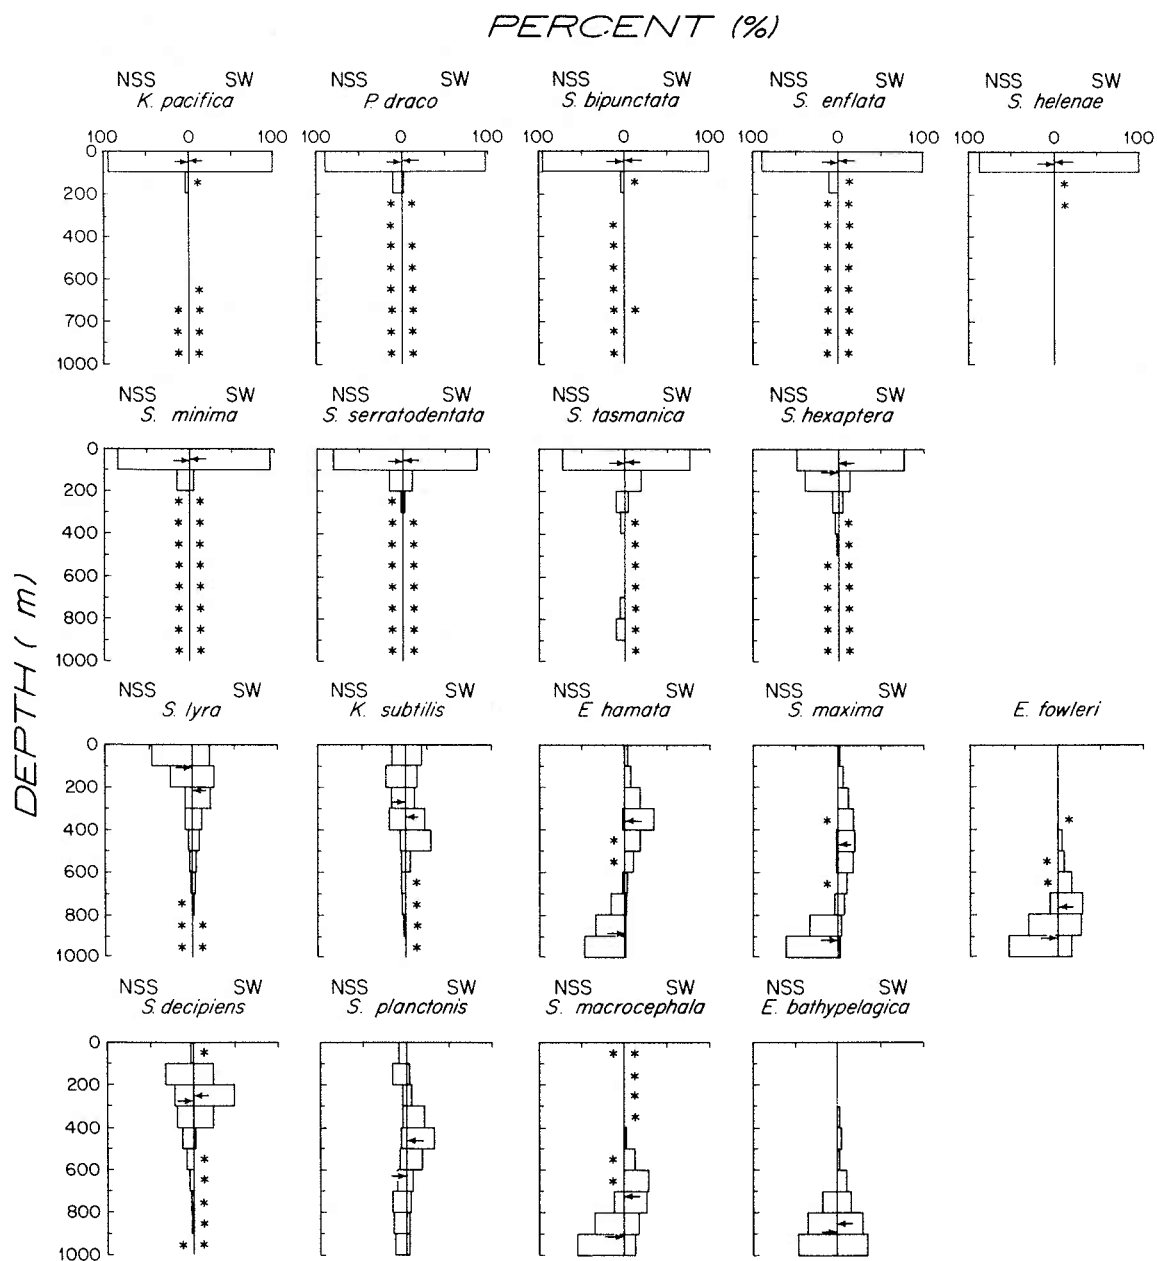 PERCENT (%)
NSS SW NSS SW NSS SW NSS SW NSS SW
K. pacifica P. draco S. bipunctata S. enflata S. helenae
100 0 100 0 100 0 100 0 100 0 100
0
200
400
600
700
1000
NSS SW NSS SW NSS SW NSS SW
S. minima S. serratodentata S. tasmanica S. hexaptera
0
200
400
600
800
1000
DEPTH ( m)
NSS SW NSS SW NSS SW NSS SW
S. lyra K. subtilis E. hamata S. maxima E. fowleri
0
200
400
600
800
1000
NSS SW NSS SW NSS SW NSS SW
S. decipiens S. planctonis S. macrocephala E. bathypelagica
0
200
400
600
800
1000